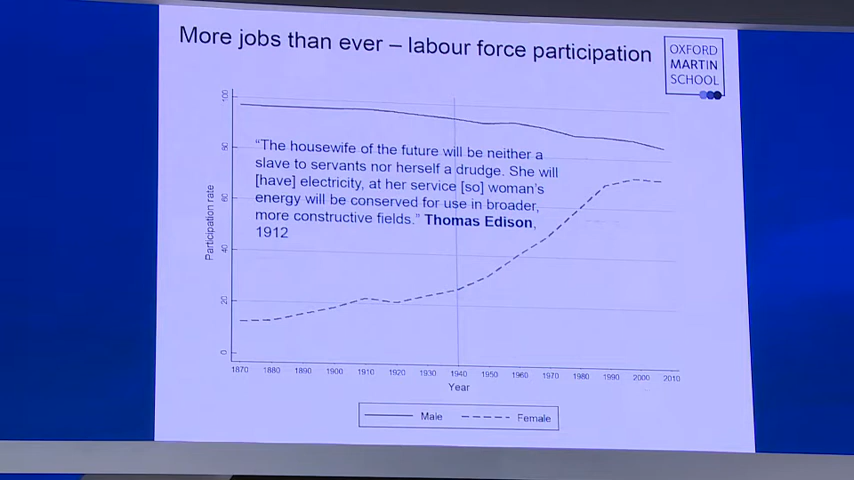 More jobs than ever – labour force participation
OXFORD
MARTIN
SCHOOL
“The housewife of the future will be neither a
slave to servants nor herself a drudge. She will
[have] electricity, at her service [so] woman’s
energy will be conserved for use in broader,
more constructive fields.” Thomas Edison,
1912
Participation rate
100
80
60
40
20
0
1870 1880 1890 1900 1910 1920 1930 1940 1950 1960 1970 1980 1990 2000 2010
Year
Male Female